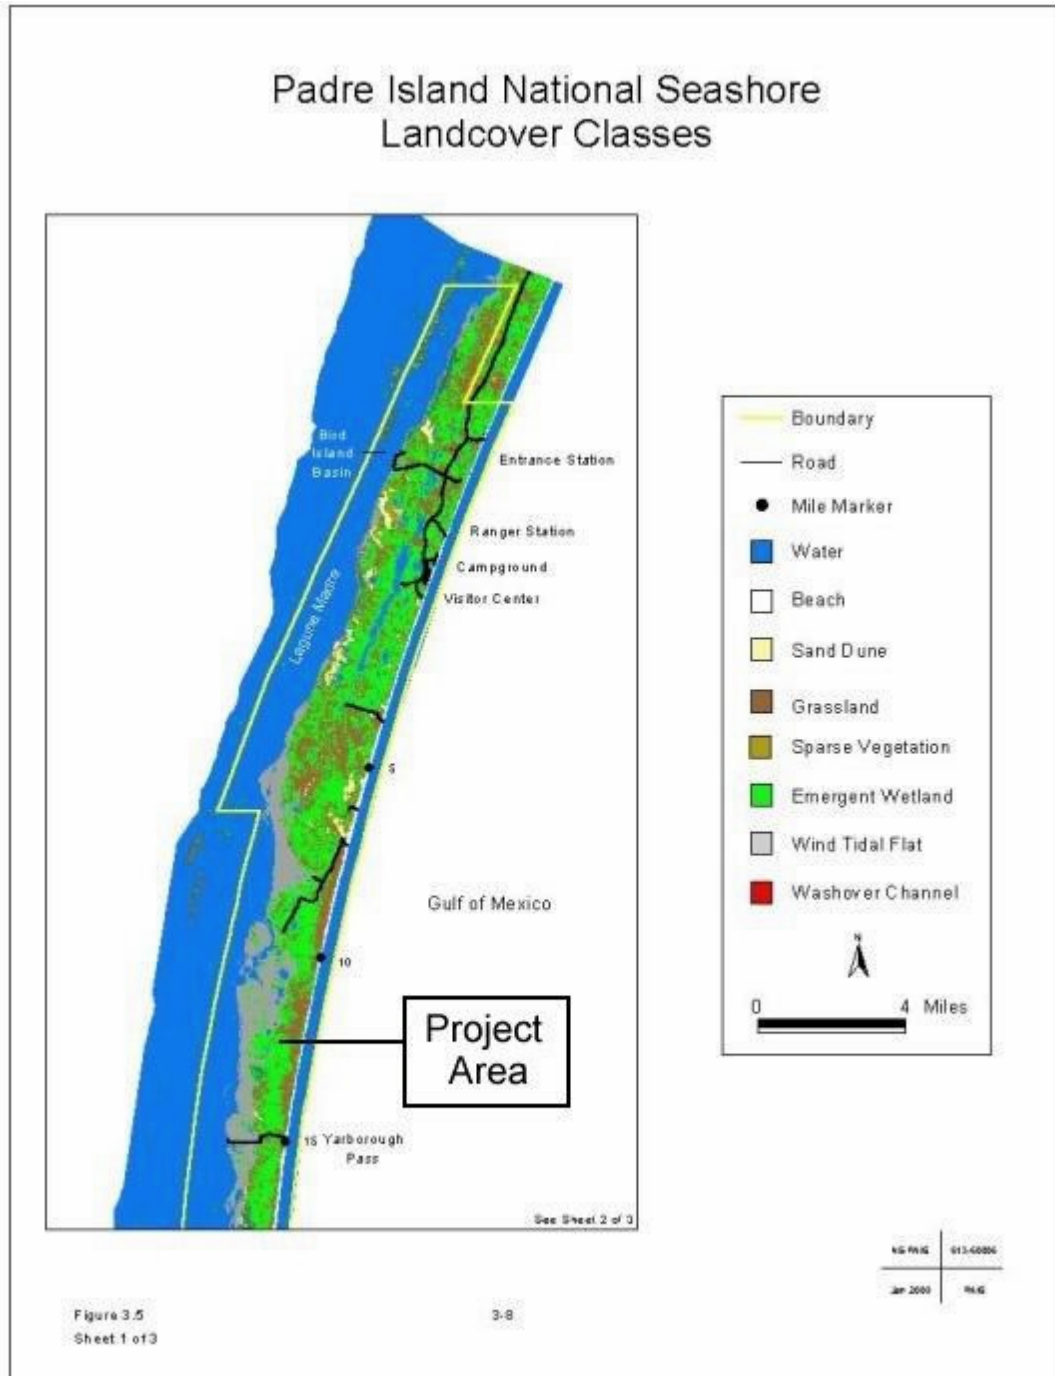 Padre Island National Seashore
Landcover Classes
Bird
Island
Basin
Entrance Station
Ranger Station
Campground
Visitor Center
Laguna Madre
5
Gulf of Mexico
10
Project
Area
15 Yarborough
Pass
See Sheet 2 of 3
Boundary
Road
Mile Marker
Water
Beach
Sand Dune
Grassland
Sparse Vegetation
Emergent Wetland
Wind Tidal Flat
Washover Channel
N
0 4 Miles
Jan 2000 PAIS
Figure 3.5
Sheet 1 of 3
3-8